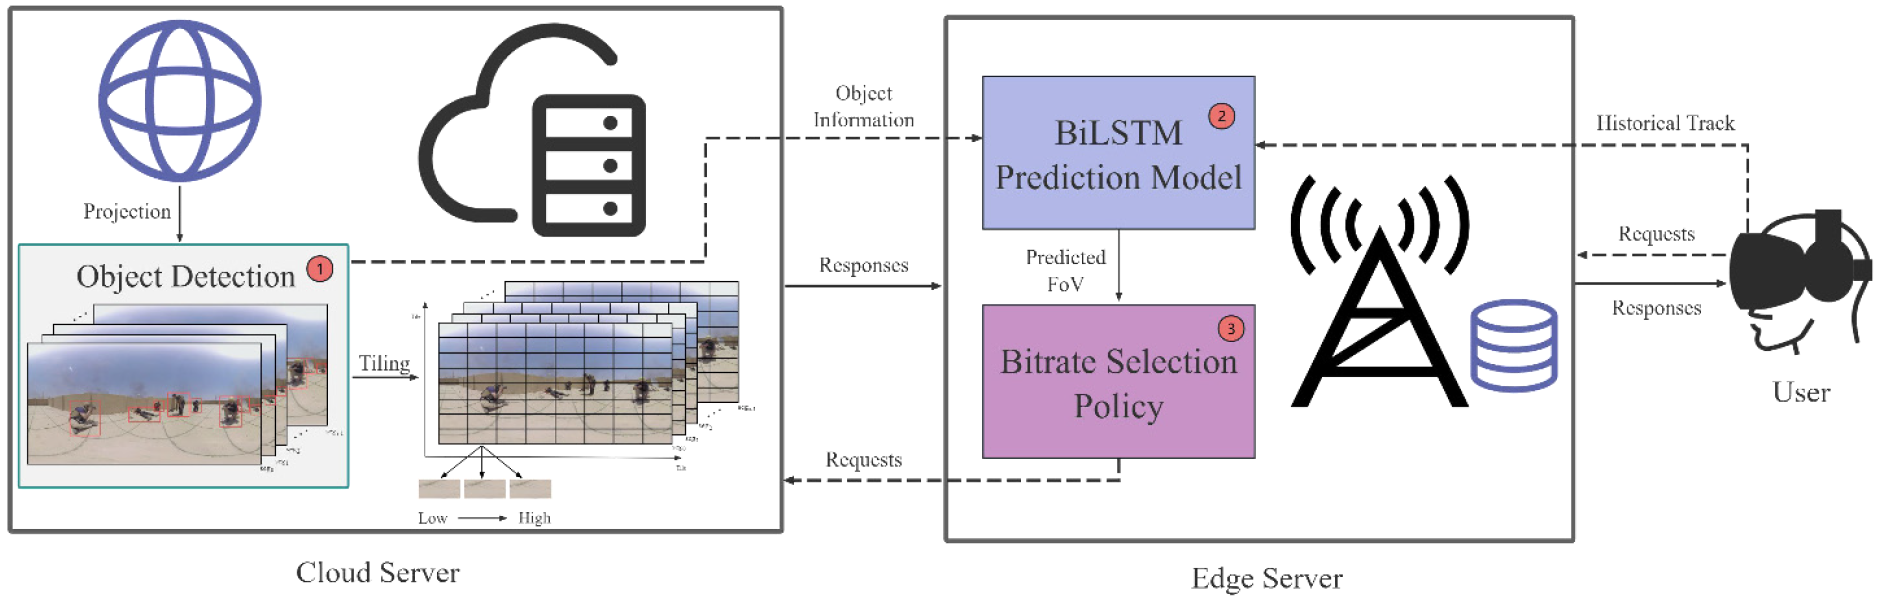 Projection
Object Detection
1
Tiling
Low
High
Cloud Server
Object
Information
Responses
Requests
BiLSTM
Prediction Model
2
Predicted
FoV
Bitrate Selection
Policy
3
Edge Server
Historical Track
Requests
Responses
User